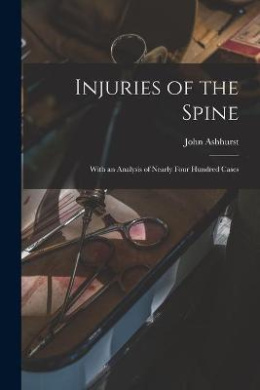 Injuries of the
Spine
John Ashhurst
With an Analysis of Nearly Four Hundred Cases